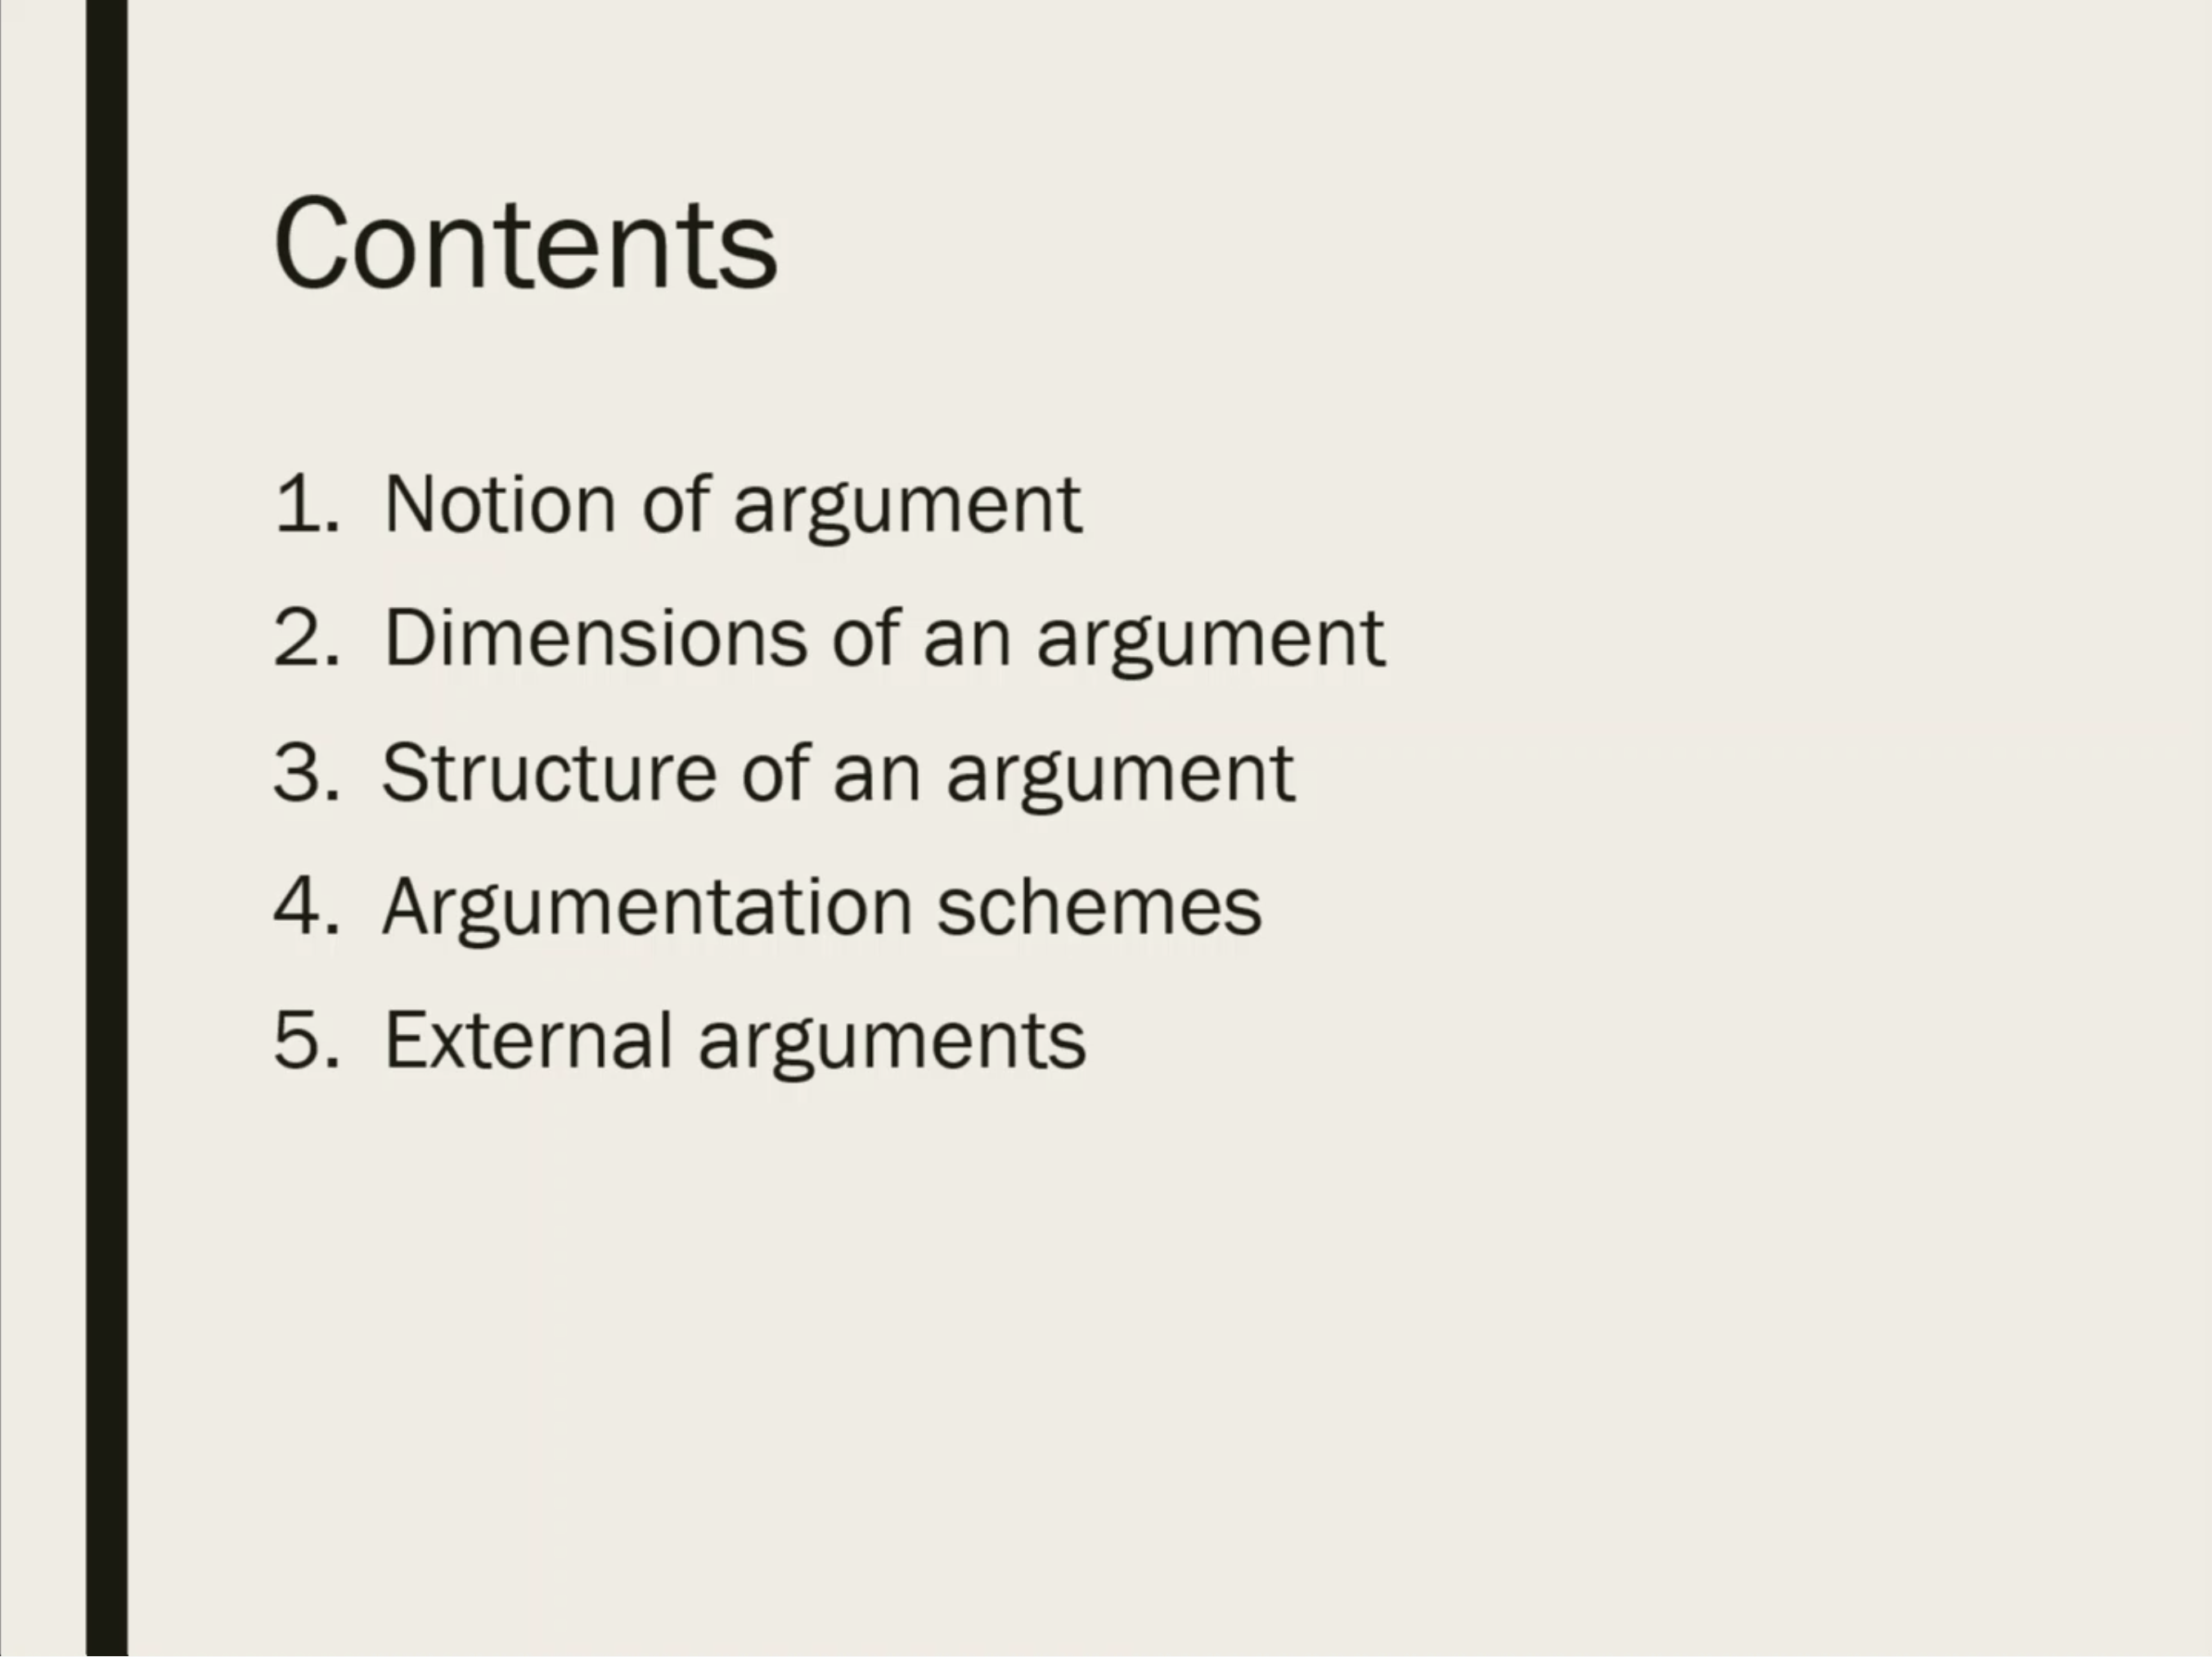 Contents
1. Notion of argument
2. Dimensions of an argument
3. Structure of an argument
4. Argumentation schemes
5. External arguments